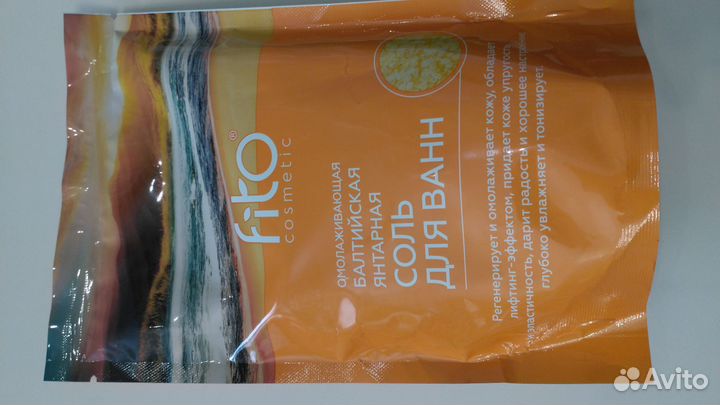 fito®
cosmetic
ОМОЛАЖИВАЮЩАЯ
БАЛТИЙСКАЯ
ЯНТАРНАЯ
СОЛЬ
ДЛЯ ВАНН
Регенерирует и омолаживает кожу, обладает
лифтинг-эффектом, придает коже упругость
и эластичность, дарит радость и хорошее настроение,
глубоко увлажняет и тонизирует.
Avito